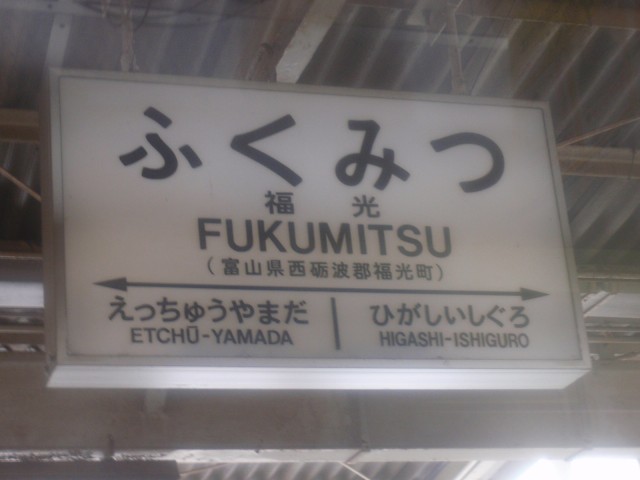 ふくみつ
福光
FUKUMITSU
(富山県西砺波郡福光町)
えっちゅうやまだ ひがしいしぐろ
ETCHŪ-YAMADA HIGASHI-ISHIGURO